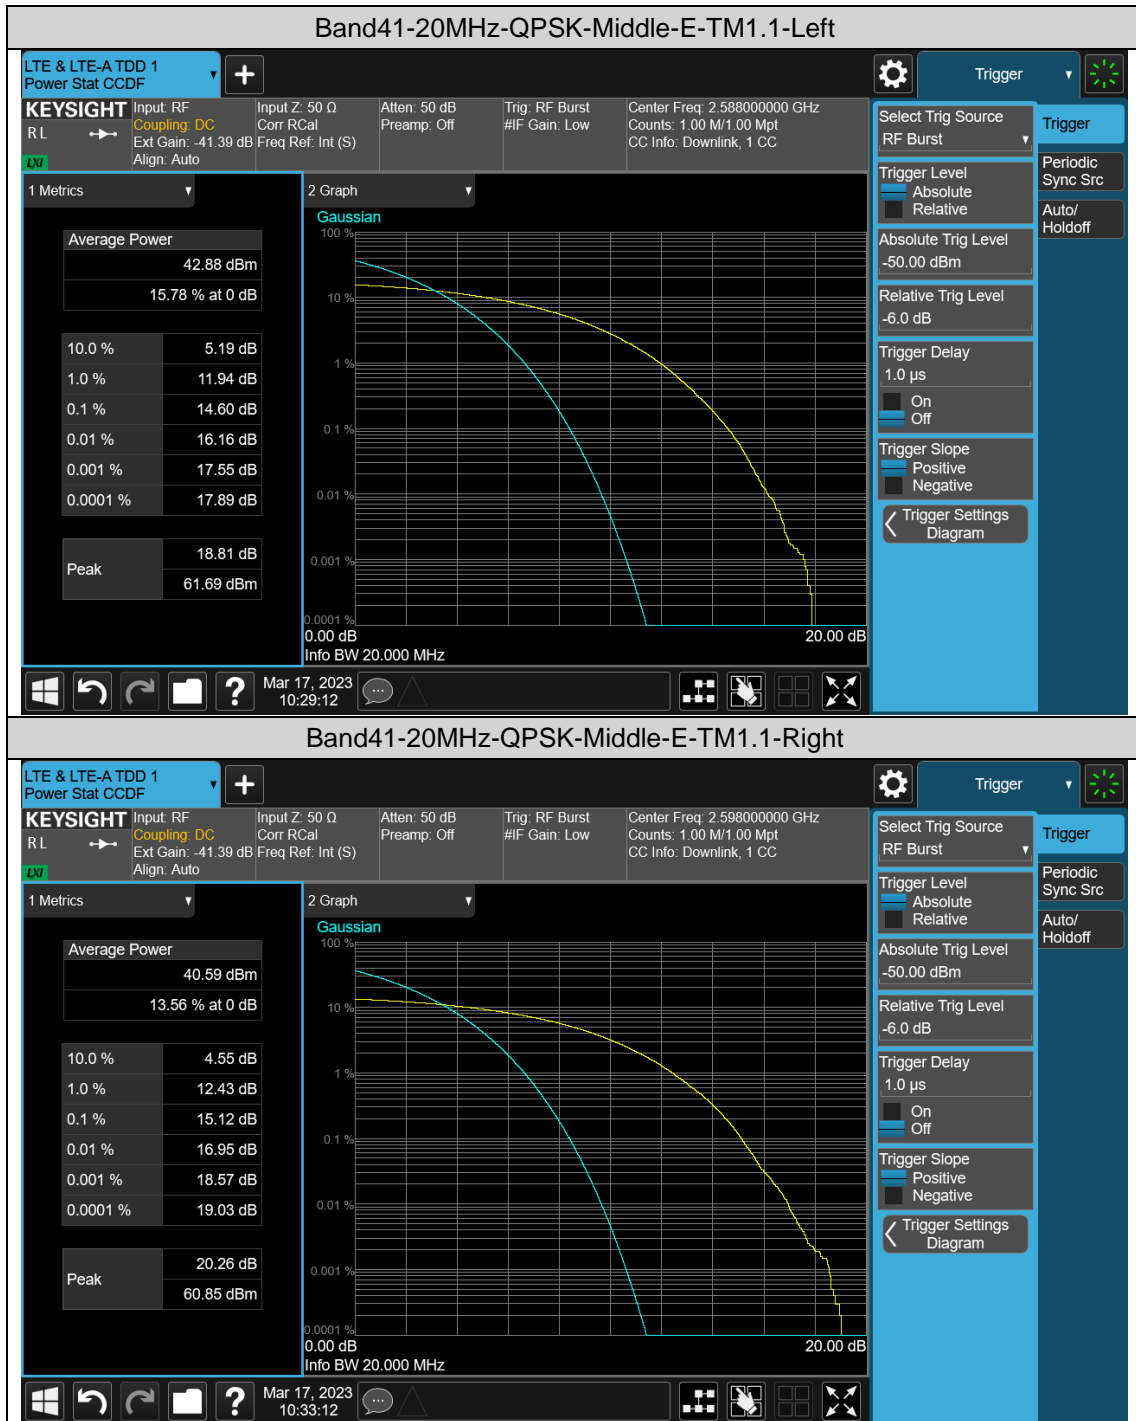 Band41-20MHz-QPSK-Middle-E-TM1.1-Left
LTE & LTE-A TDD 1
Power Stat CCDF
Trigger
KEYSIGHT
RL
LXI
Input: RF
Coupling: DC
Ext Gain: -41.39 dB
Align: Auto
Input Z: 50 Ω
Corr RCal
Freq Ref: Int (S)
Atten: 50 dB
Preamp: Off
Trig: RF Burst
#IF Gain: Low
Center Freq: 2.588000000 GHz
Counts: 1.00 M/1.00 Mpt
CC Info: Downlink, 1 CC
1 Metrics
Average Power
42.88 dBm
15.78 % at 0 dB
10.0 % 5.19 dB
1.0 % 11.94 dB
0.1 % 14.60 dB
0.01 % 16.16 dB
0.001 % 17.55 dB
0.0001 % 17.89 dB
Peak
18.81 dB
61.69 dBm
2 Graph
Gaussian
100 %
10 %
1 %
0.1 %
0.01 %
0.001 %
0.0001 %
0.00 dB
20.00 dB
Info BW 20.000 MHz
Select Trig Source
RF Burst
Trigger Level
Absolute
Relative
Absolute Trig Level
-50.00 dBm
Relative Trig Level
-6.0 dB
Trigger Delay
1.0 µs
On
Off
Trigger Slope
Positive
Negative
Trigger Settings
Diagram
Trigger
Periodic
Sync Src
Auto/
Holdoff
?
Mar 17, 2023
10:29:12
Band41-20MHz-QPSK-Middle-E-TM1.1-Right
LTE & LTE-A TDD 1
Power Stat CCDF
Trigger
KEYSIGHT
RL
LXI
Input: RF
Coupling: DC
Ext Gain: -41.39 dB
Align: Auto
Input Z: 50 Ω
Corr RCal
Freq Ref: Int (S)
Atten: 50 dB
Preamp: Off
Trig: RF Burst
#IF Gain: Low
Center Freq: 2.598000000 GHz
Counts: 1.00 M/1.00 Mpt
CC Info: Downlink, 1 CC
1 Metrics
Average Power
40.59 dBm
13.56 % at 0 dB
10.0 % 4.55 dB
1.0 % 12.43 dB
0.1 % 15.12 dB
0.01 % 16.95 dB
0.001 % 18.57 dB
0.0001 % 19.03 dB
Peak
20.26 dB
60.85 dBm
2 Graph
Gaussian
100 %
10 %
1 %
0.1 %
0.01 %
0.001 %
0.0001 %
0.00 dB
20.00 dB
Info BW 20.000 MHz
Select Trig Source
RF Burst
Trigger Level
Absolute
Relative
Absolute Trig Level
-50.00 dBm
Relative Trig Level
-6.0 dB
Trigger Delay
1.0 µs
On
Off
Trigger Slope
Positive
Negative
Trigger Settings
Diagram
Trigger
Periodic
Sync Src
Auto/
Holdoff
?
Mar 17, 2023
10:33:12